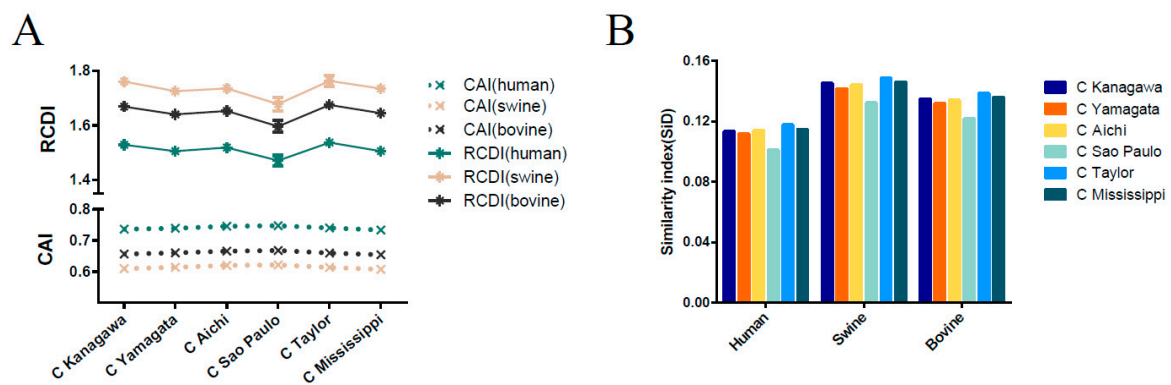 A
RCDI
1.8
1.6
1.4
CAI
0.8
0.7
0.6
C Kanagawa
C Yamagata
C Aichi
C Sao Paulo
C Taylor
C Mississippi
CAI(human)
CAI(swine)
CAI(bovine)
RCDI(human)
RCDI(swine)
RCDI(bovine)
B
Similarity index(SiD)
0.16
0.12
0.08
0.04
0.00
Human
Swine
Bovine
C Kanagawa
C Yamagata
C Aichi
C Sao Paulo
C Taylor
C Mississippi